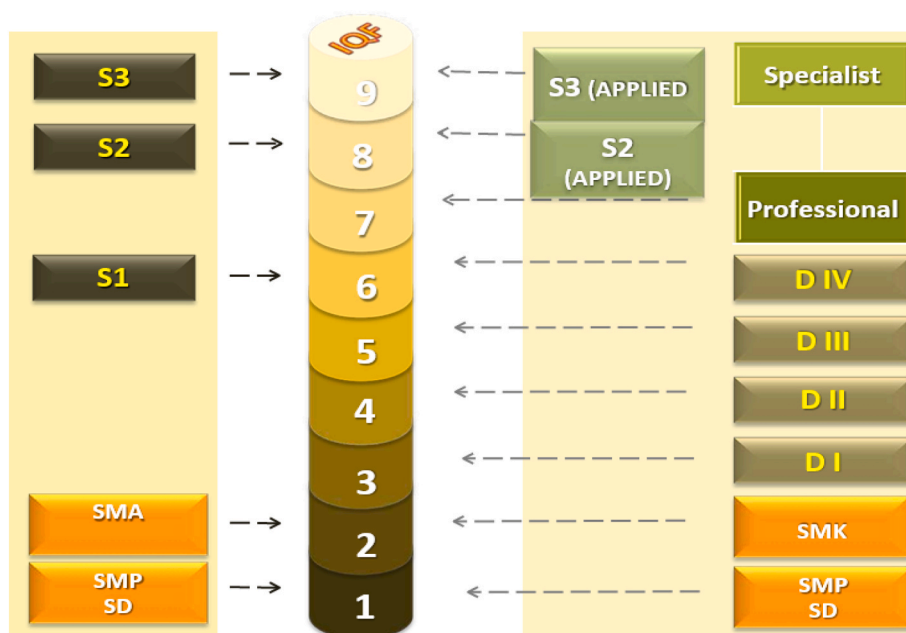 IQF
S3
9
S3 (APPLIED
Specialist
S2
8
S2
(APPLIED)
7
Professional
S1
6
D IV
5
D III
4
D II
3
D I
SMA
2
SMK
SMP
SD
1
SMP
SD